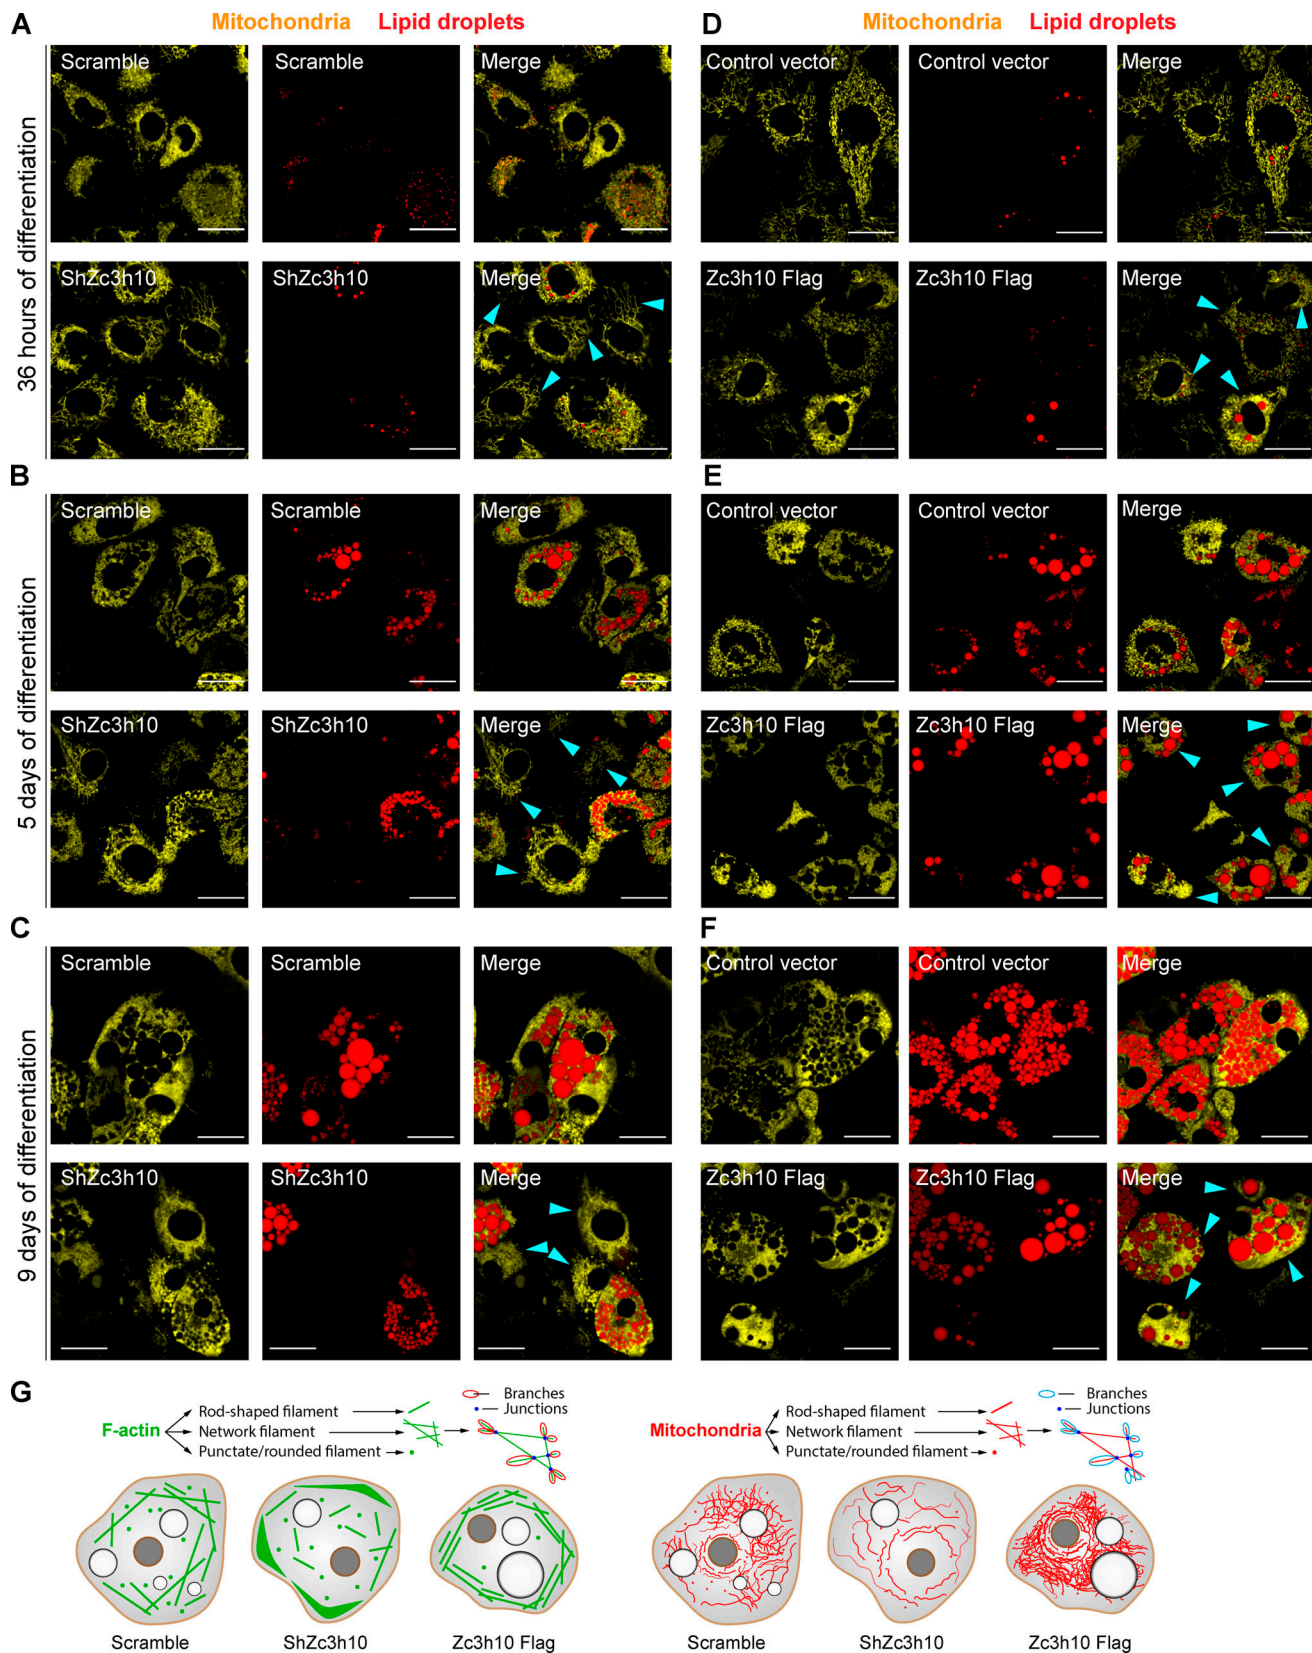 A
Mitochondria Lipid droplets
36 hours of differentiation
Scramble
Scramble
Merge
ShZc3h10
ShZc3h10
Merge
B
5 days of differentiation
Scramble
Scramble
Merge
ShZc3h10
ShZc3h10
Merge
C
9 days of differentiation
Scramble
Scramble
Merge
ShZc3h10
ShZc3h10
Merge
D
Mitochondria Lipid droplets
Control vector
Control vector
Merge
Zc3h10 Flag
Zc3h10 Flag
Merge
E
Control vector
Control vector
Merge
Zc3h10 Flag
Zc3h10 Flag
Merge
F
Control vector
Control vector
Merge
Zc3h10 Flag
Zc3h10 Flag
Merge
G
F-actin
Rod-shaped filament
Network filament
Punctate/rounded filament
Branches
Junctions
Scramble
ShZc3h10
Zc3h10 Flag
Mitochondria
Rod-shaped filament
Network filament
Punctate/rounded filament
Branches
Junctions
Scramble
ShZc3h10
Zc3h10 Flag